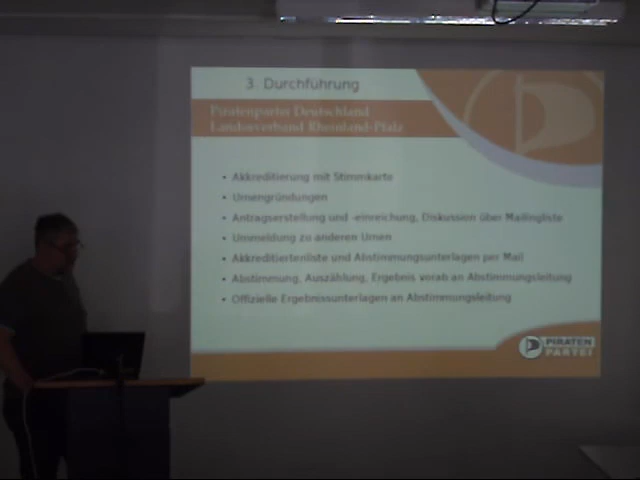 3. Durchführung
Piratenpartei Deutschland
Landesverband Rheinland-Pfalz
• Akkreditierung mit Stimmkarte
• Urnengründungen
• Antragserstellung und -einreichung, Diskussion über Mailingliste
• Ummeldung zu anderen Urnen
• Akkreditiertenliste und Abstimmungsunterlagen per Mail
• Abstimmung, Auszählung, Ergebnis vorab an Abstimmungsleitung
• Offizielle Ergebnissunterlagen an Abstimmungsleitung
PIRATEN
PARTEI